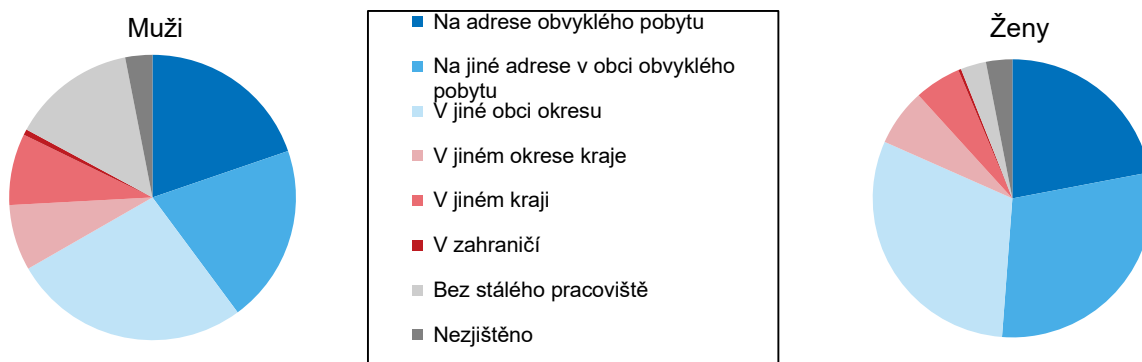 Muži
Na adrese obvyklého pobytu
Na jiné adrese v obci obvyklého
pobytu
V jiné obci okresu
V jiném okrese kraje
V jiném kraji
V zahraničí
Bez stálého pracoviště
Nezjištěno
Ženy